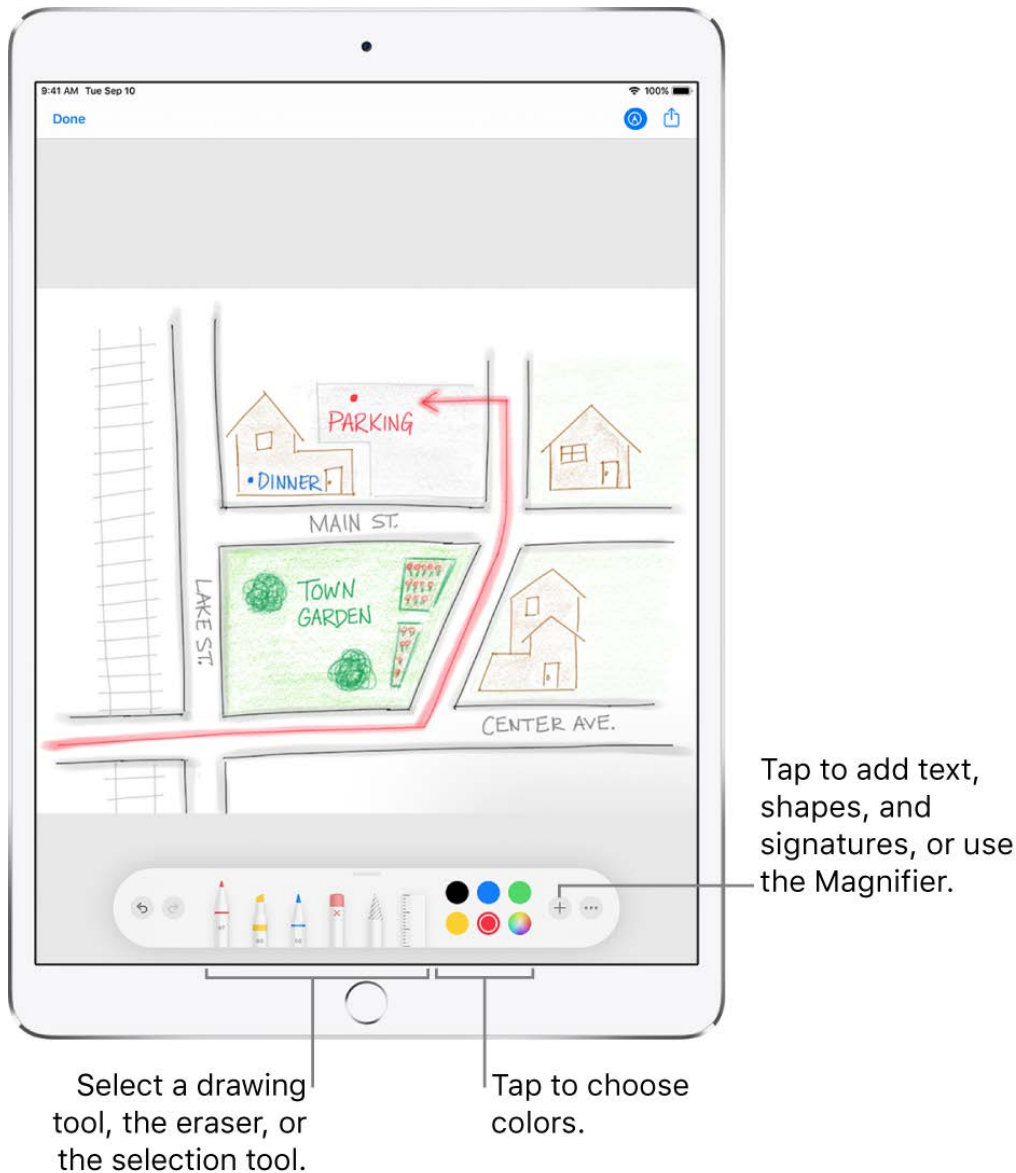 9:41 AM Tue Sep 10
100%
Done
PARKING
DINNER
MAIN ST.
TOWN
GARDEN
LAKE ST.
CENTER AVE.
Tap to add text,
shapes, and
signatures, or use
the Magnifier.
Select a drawing
tool, the eraser, or
the selection tool.
Tap to choose
colors.